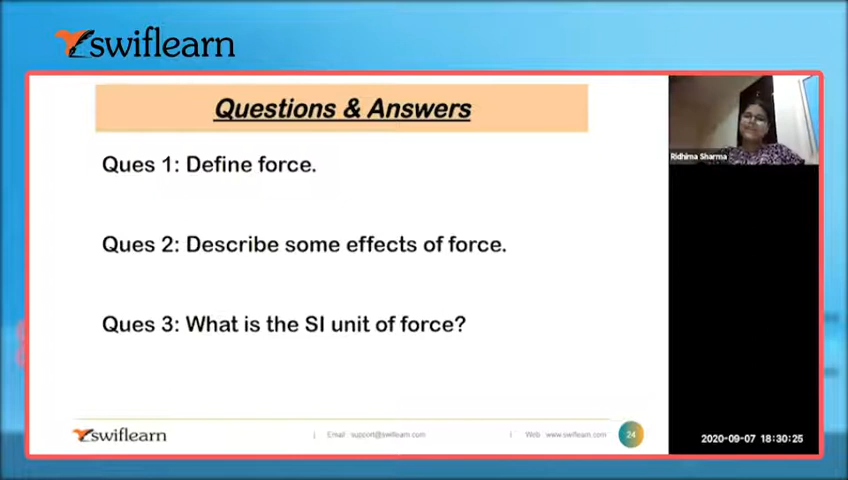 swiflearn
Questions & Answers
Ques 1: Define force.
Ridhima Sharma
Ques 2: Describe some effects of force.
Ques 3: What is the SI unit of force?
swiflearn
| Email support@swiflearn.com
| Web www.swiflearn.com
24
2020-09-07 18:30:25